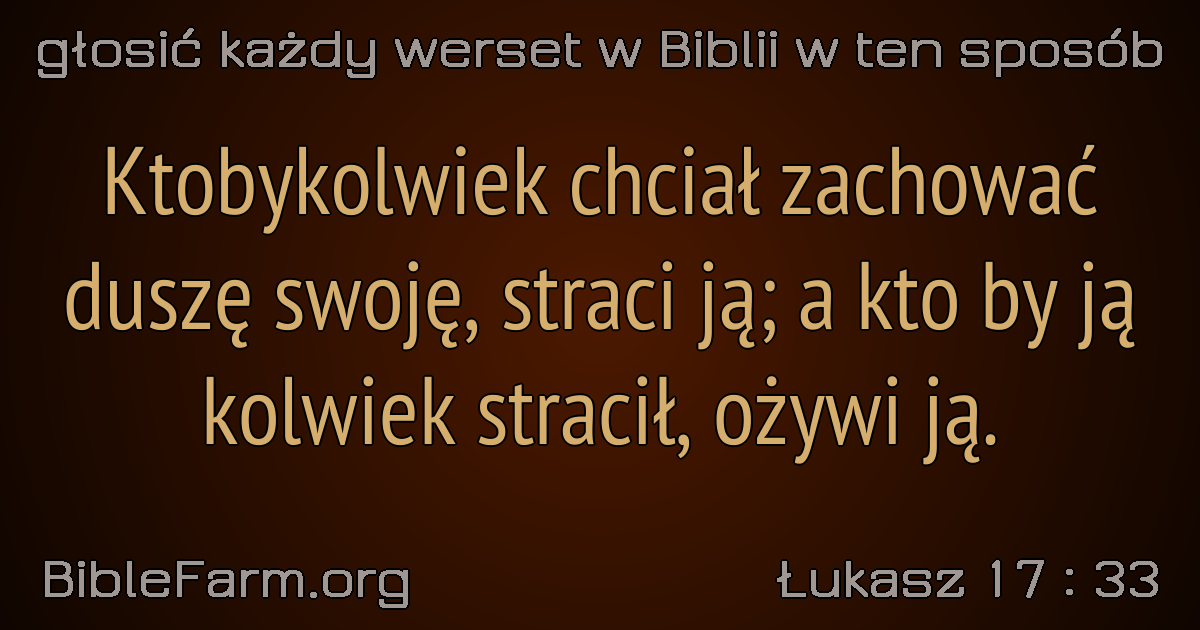 głosić każdy werset w Biblii w ten sposób
Ktobykolwiek chciał zachować
duszę swoję, straci ją; a kto by ją
kolwiek stracił, ożywi ją.
BibleFarm.org
Łukasz 17 : 33